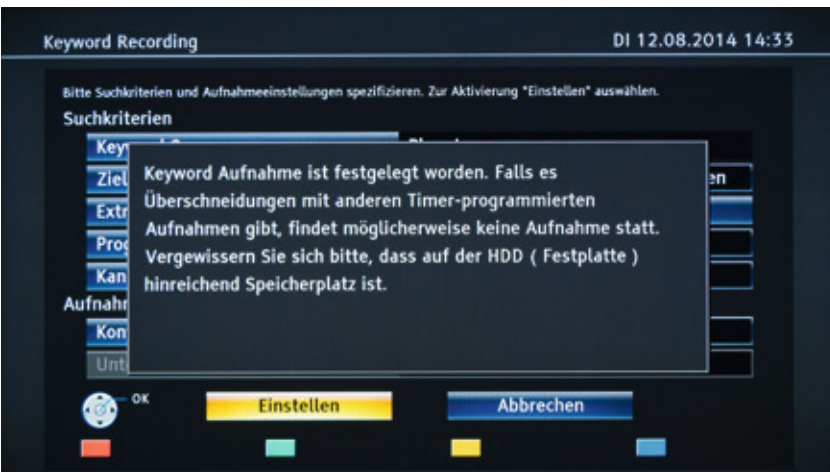 Keyword Recording
DI 12.08.2014 14:33
Bitte Suchkriterien und Aufnahmeeinstellungen spezifizieren. Zur Aktivierung "Einstellen" auswählen.
Suchkriterien
Keyword Aufnahme ist festgelegt worden. Falls es
Überschneidungen mit anderen Timer-programmierten
Aufnahmen gibt, findet möglicherweise keine Aufnahme statt.
Vergewissern Sie sich bitte, dass auf der HDD ( Festplatte )
hinreichend Speicherplatz ist.
OK
Einstellen
Abbrechen